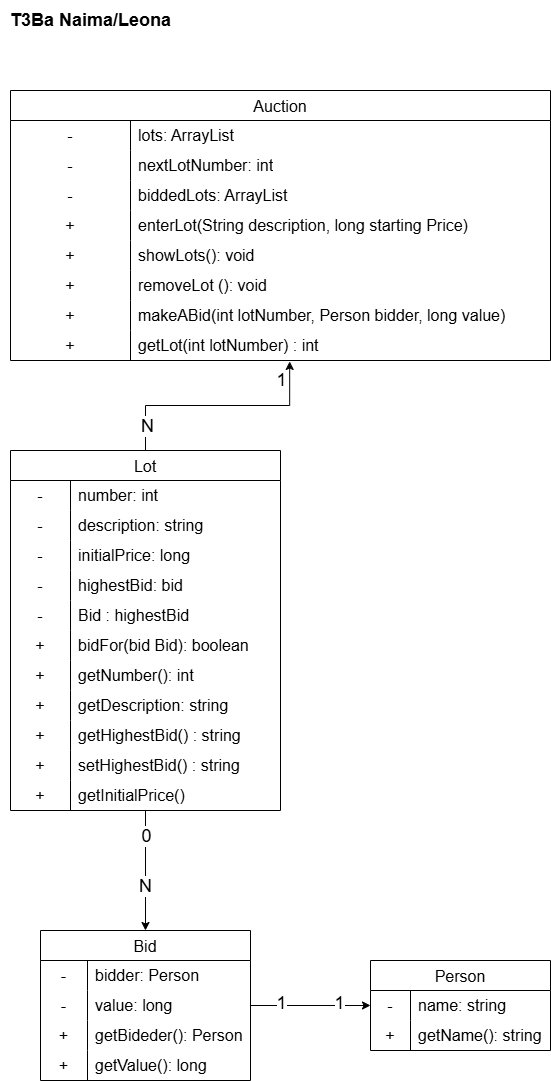 T3Ba Naima/Leona
Auction
- lots: ArrayList
- nextLotNumber: int
- biddedLots: ArrayList
+ enterLot(String description, long starting Price)
+ showLots(): void
+ removeLot (): void
+ makeABid(int lotNumber, Person bidder, long value)
+ getLot(int lotNumber) : int
1
N
Lot
- number: int
- description: string
- initialPrice: long
- highestBid: bid
- Bid : highestBid
+ bidFor(bid Bid): boolean
+ getNumber(): int
+ getDescription: string
+ getHighestBid() : string
+ setHighestBid() : string
+ getInitialPrice()
0
N
Bid
- bidder: Person
- value: long
+ getBideder(): Person
+ getValue(): long
1 1
Person
- name: string
+ getName(): string